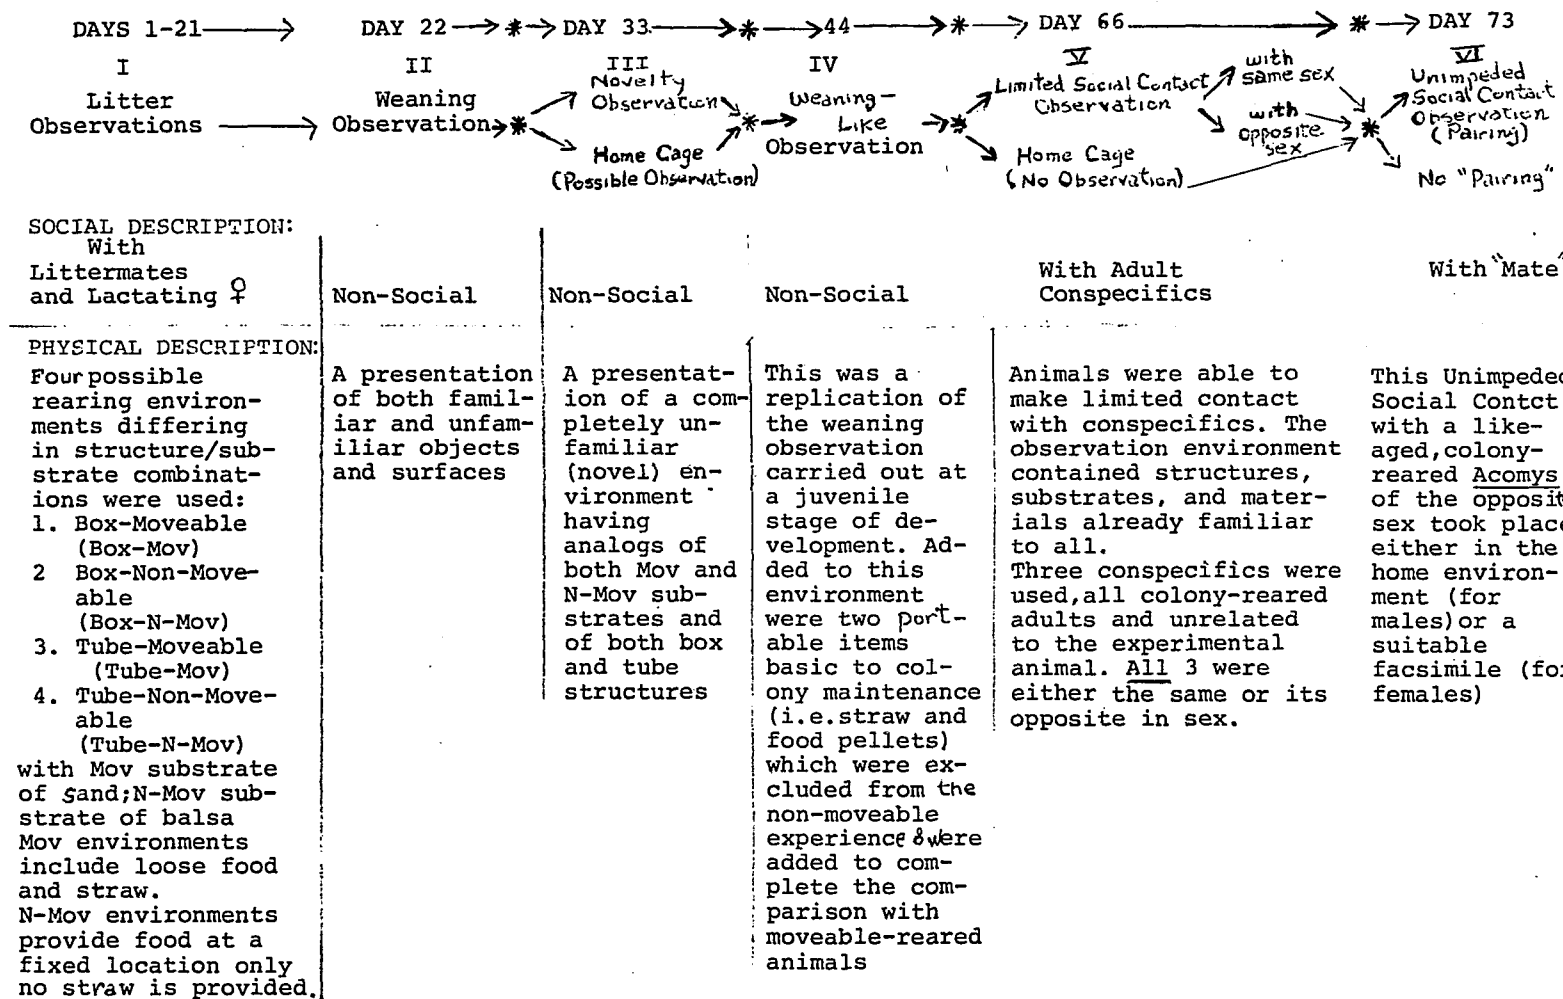 DAYS 1-21 → DAY 22 → * → DAY 33 → * → 44 → * → DAY 66 → * → DAY 73
I II III IV V VI
Litter
Observations →
Weaning
Observation → *
Novelty
Observation
Home Cage
(Possible Observation)
* → Weaning-
Like
Observation
→ *
Limited Social Contact
Observation
with
same sex
with
opposite
sex
Home Cage
(No Observation)
*
Unimpeded
Social Contact
Observation
(Pairing)
No "Pairing"
SOCIAL DESCRIPTION:
With
Littermates
and Lactating ♀
Non-Social
Non-Social
Non-Social
With Adult
Conspecifics
With "Mate"
PHYSICAL DESCRIPTION:
Four possible
rearing environ-
ments differing
in structure/sub-
strate combinat-
ions were used:
1. Box-Moveable
(Box-Mov)
2 Box-Non-Move-
able
(Box-N-Mov)
3. Tube-Moveable
(Tube-Mov)
4. Tube-Non-Move-
able
(Tube-N-Mov)
with Mov substrate
of Sand;N-Mov sub-
strate of balsa
Mov environments
include loose food
and straw.
N-Mov environments
provide food at a
fixed location only
no straw is provided.
A presentation
of both famil-
iar and unfam-
iliar objects
and surfaces
A presentat-
ion of a com-
pletely un-
familiar
(novel) en-
vironment
having
analogs of
both Mov and
N-Mov sub-
strates and
of both box
and tube
structures
This was a
replication of
the weaning
observation
carried out at
a juvenile
stage of de-
velopment. Ad-
ded to this
environment
were two port-
able items
basic to col-
ony maintenance
(i.e.straw and
food pellets)
which were ex-
cluded from the
non-moveable
experience & were
added to com-
plete the com-
parison with
moveable-reared
animals
Animals were able to
make limited contact
with conspecifics. The
observation environment
contained structures,
substrates, and mater-
ials already familiar
to all.
Three conspecifics were
used,all colony-reared
adults and unrelated
to the experimental
animal. All 3 were
either the same or its
opposite in sex.
This Unimpeded
Social Contct
with a like-
aged,colony-
reared Acomys
of the opposit
sex took place
either in the
home environ-
ment (for
males)or a
suitable
facsimile (for
females)